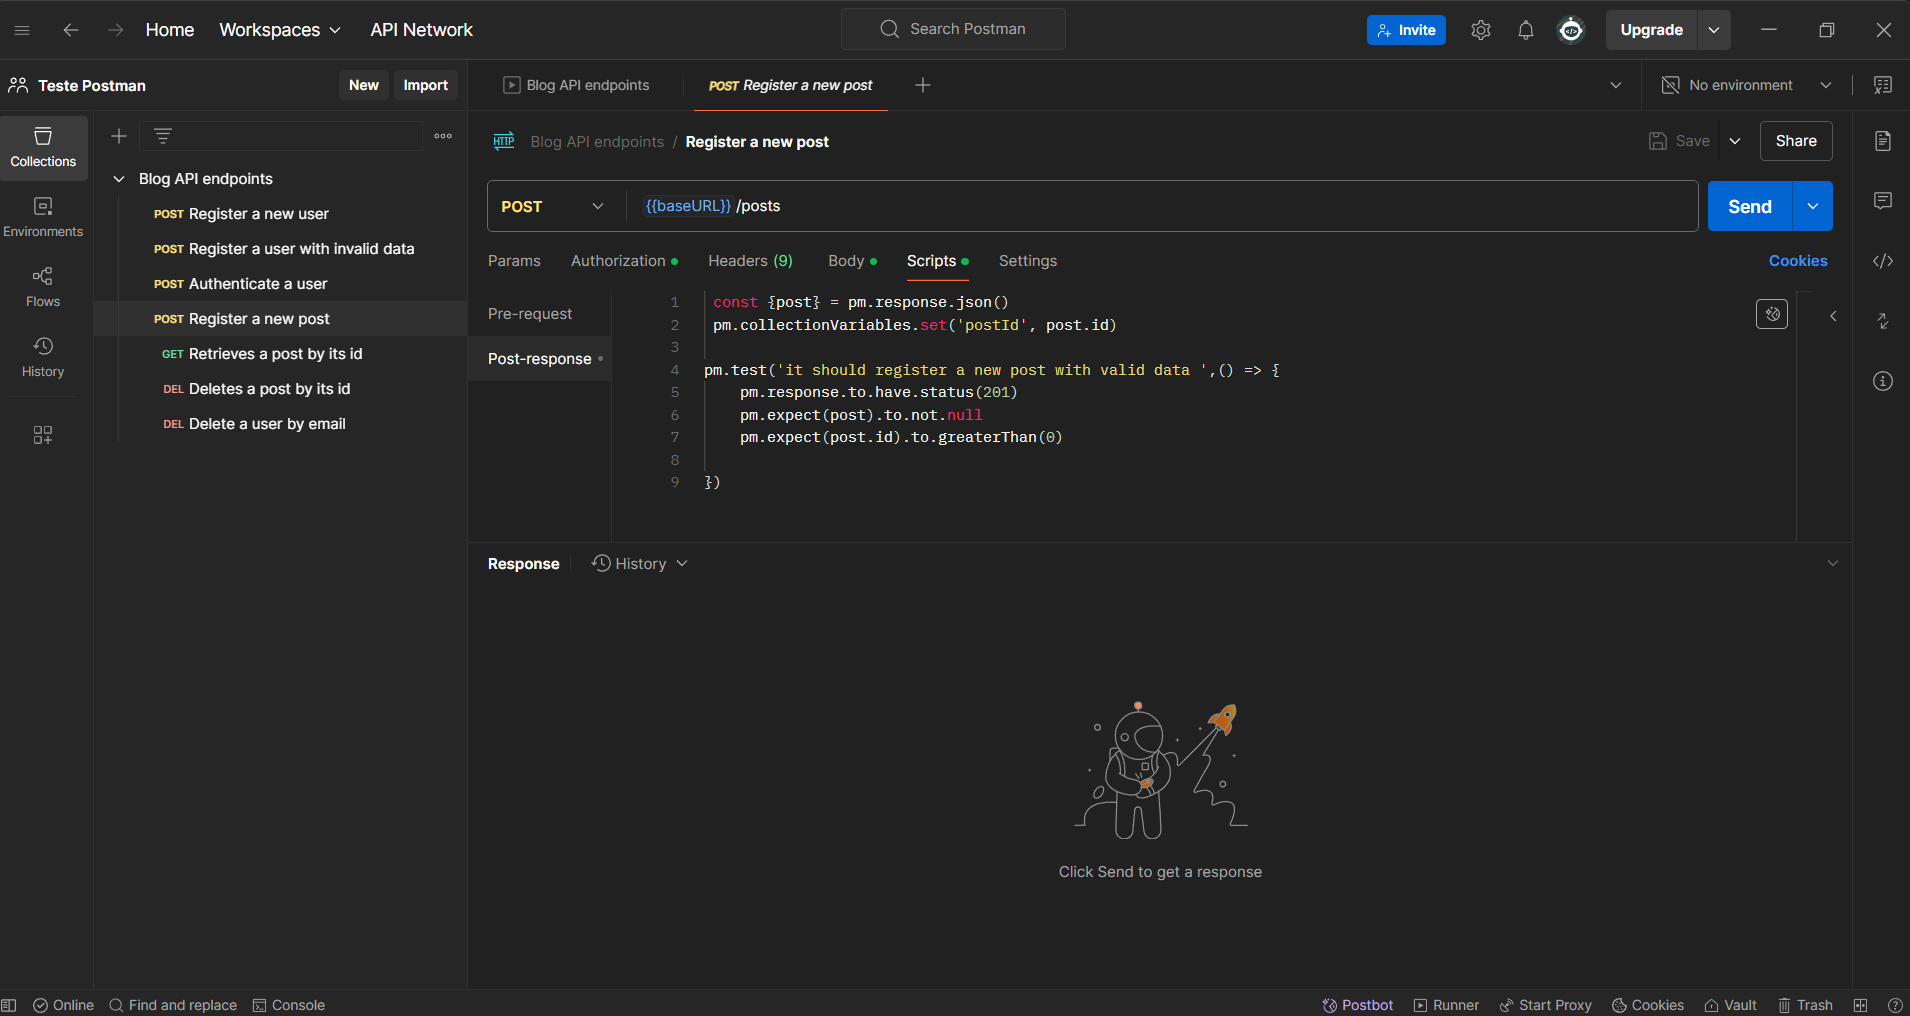 Home Workspaces API Network Search Postman Invite Upgrade
Teste Postman New Import Blog API endpoints POST Register a new post No environment
Collections
Environments
Flows
History
Blog API endpoints
POST Register a new user
POST Register a user with invalid data
POST Authenticate a user
POST Register a new post
GET Retrieves a post by its id
DEL Deletes a post by its id
DEL Delete a user by email
HTTP Blog API endpoints / Register a new post Save Share
POST {{baseURL}} /posts Send
Params Authorization Headers (9) Body Scripts Settings Cookies
Pre-request
Post-response
1 const {post} = pm.response.json()
2 pm.collectionVariables.set('postId', post.id)
3
4 pm.test('it should register a new post with valid data ',() => {
5 pm.response.to.have.status(201)
6 pm.expect(post).to.not.null
7 pm.expect(post.id).to.greaterThan(0)
8
9 })
Response History
Click Send to get a response
Online Find and replace Console Postbot Runner Start Proxy Cookies Vault Trash